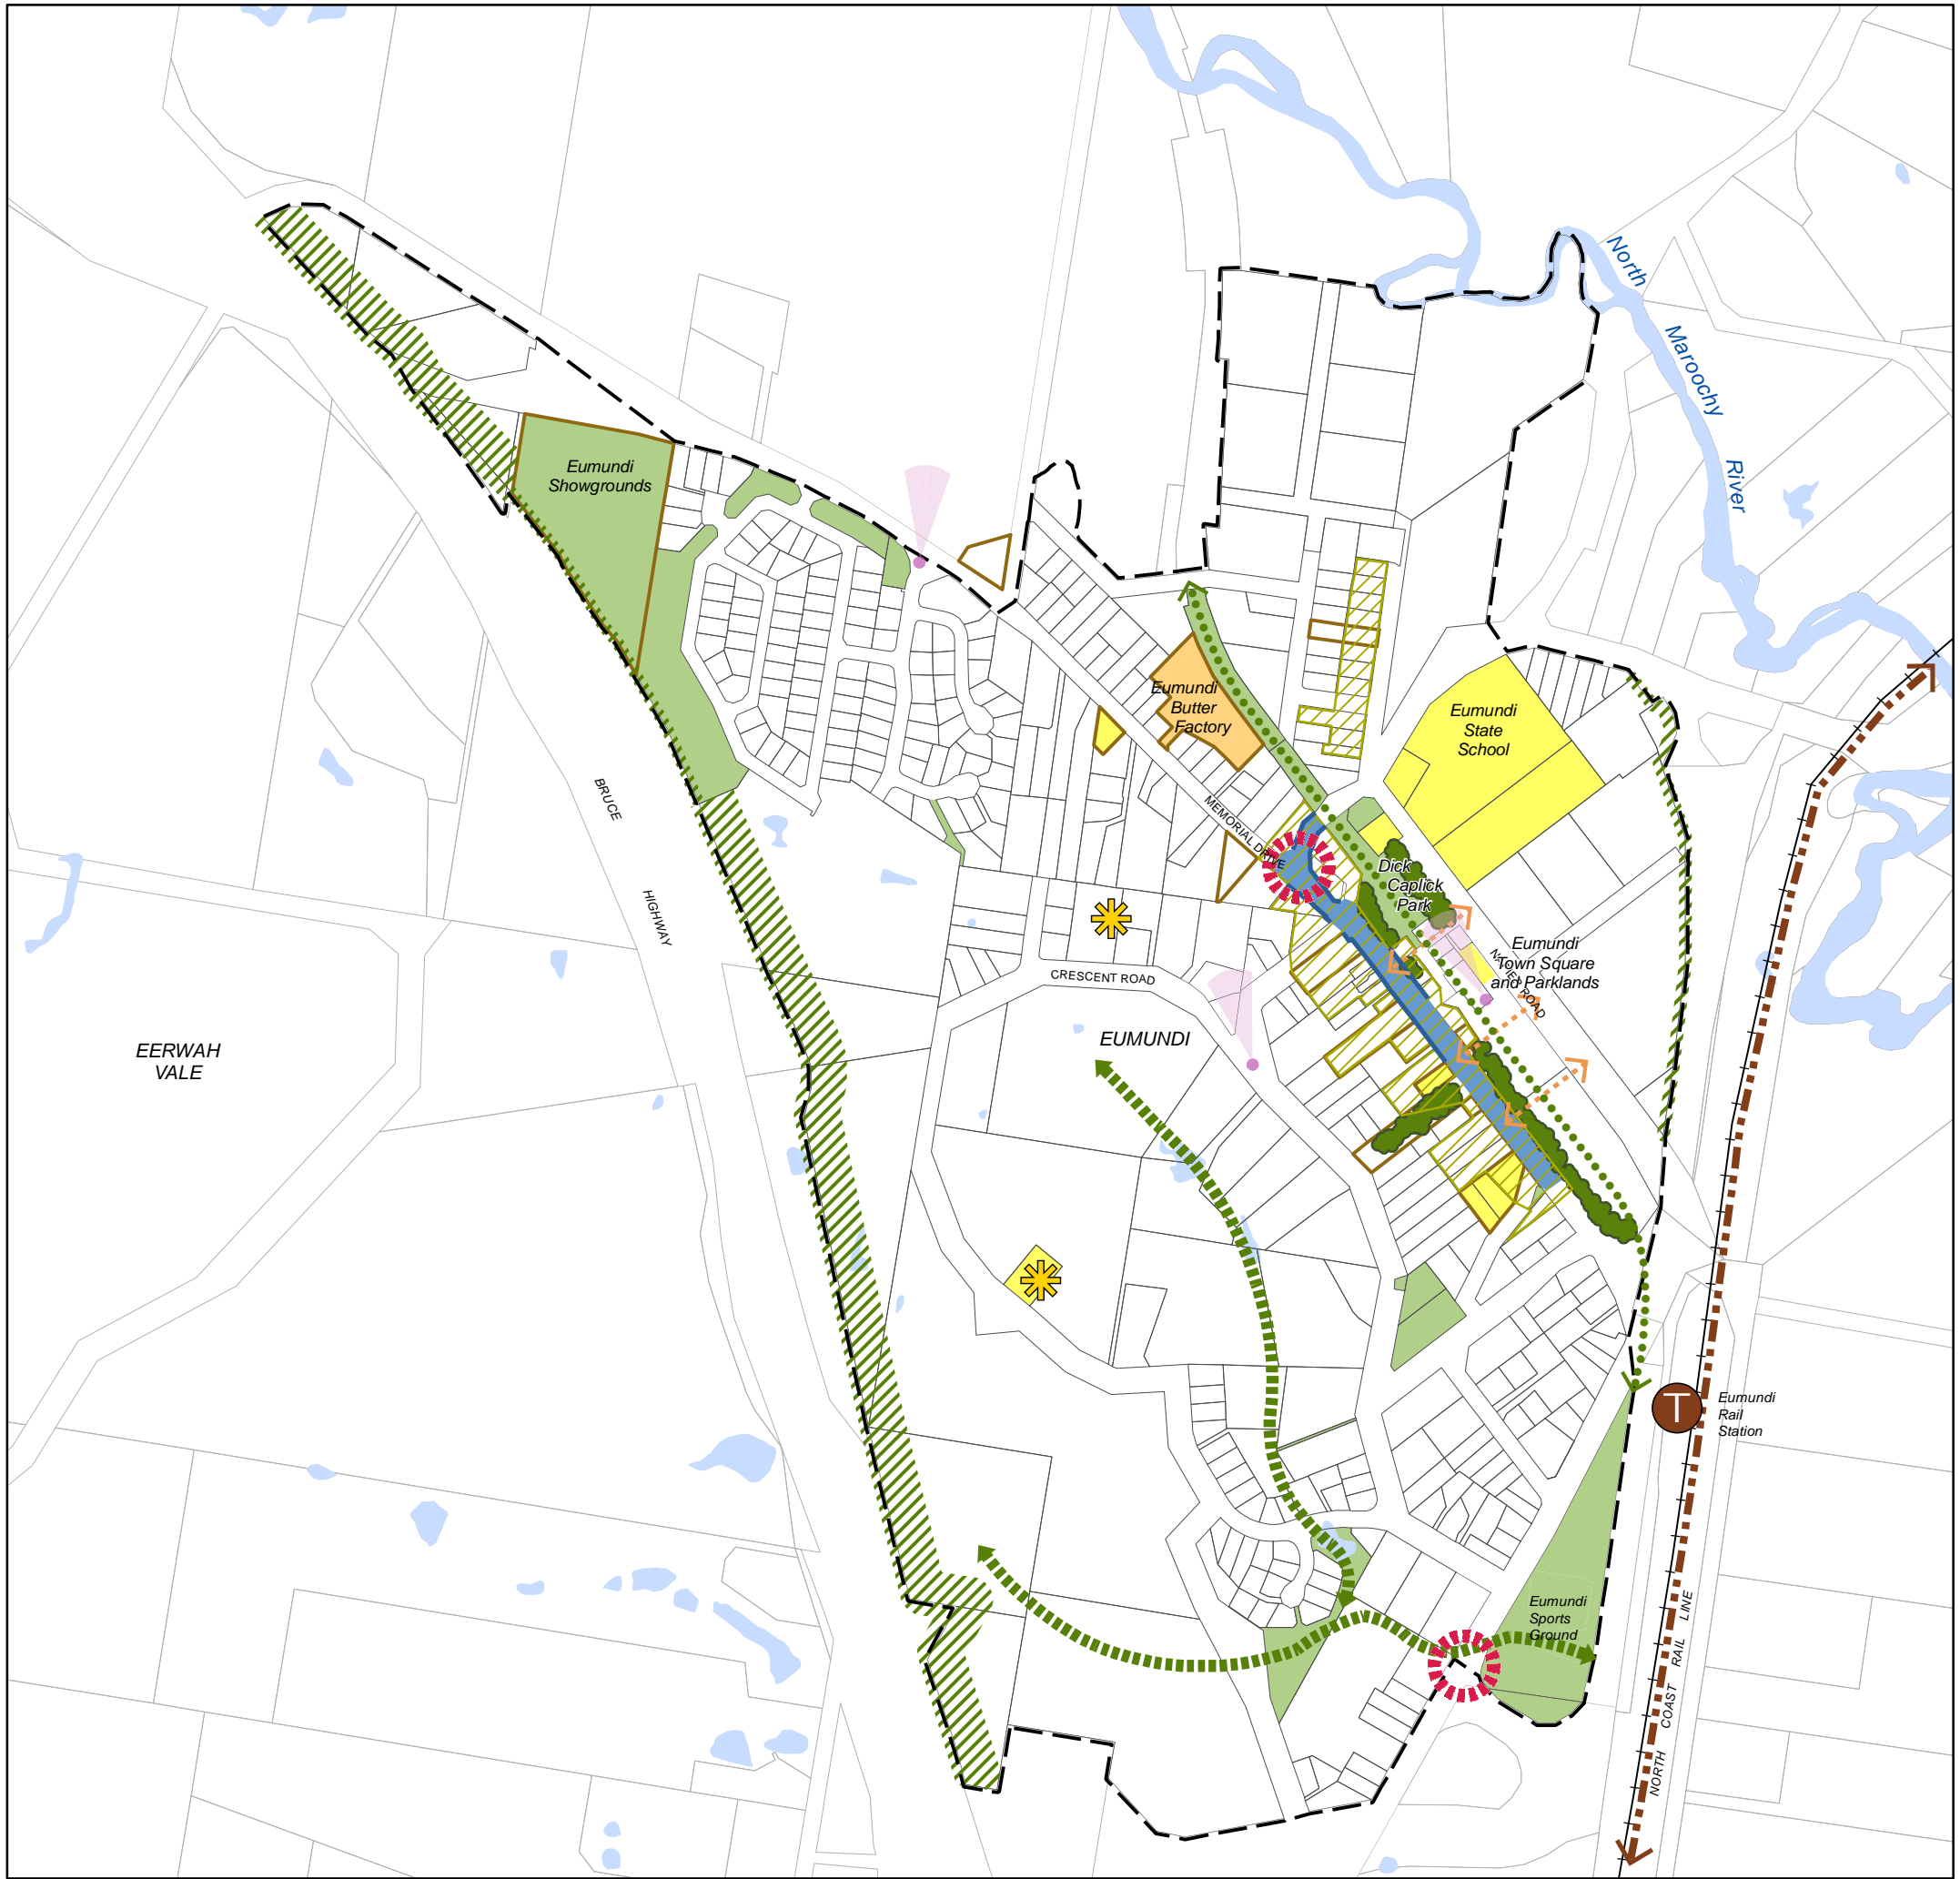 North
Maroochy
River
Eumundi
Showgrounds
Eumundi
Butter
Factory
Eumundi
State
School
BRUCE
HIGHWAY
MEMORIAL DRIVE
Dick
Caplick
Park
Eumundi
Town Square
and Parklands
NAPIER ROAD
CRESCENT ROAD
EUMUNDI
EERWAH
VALE
T
Eumundi
Rail
Station
Eumundi
Sports
Ground
NORTH COAST RAIL LINE